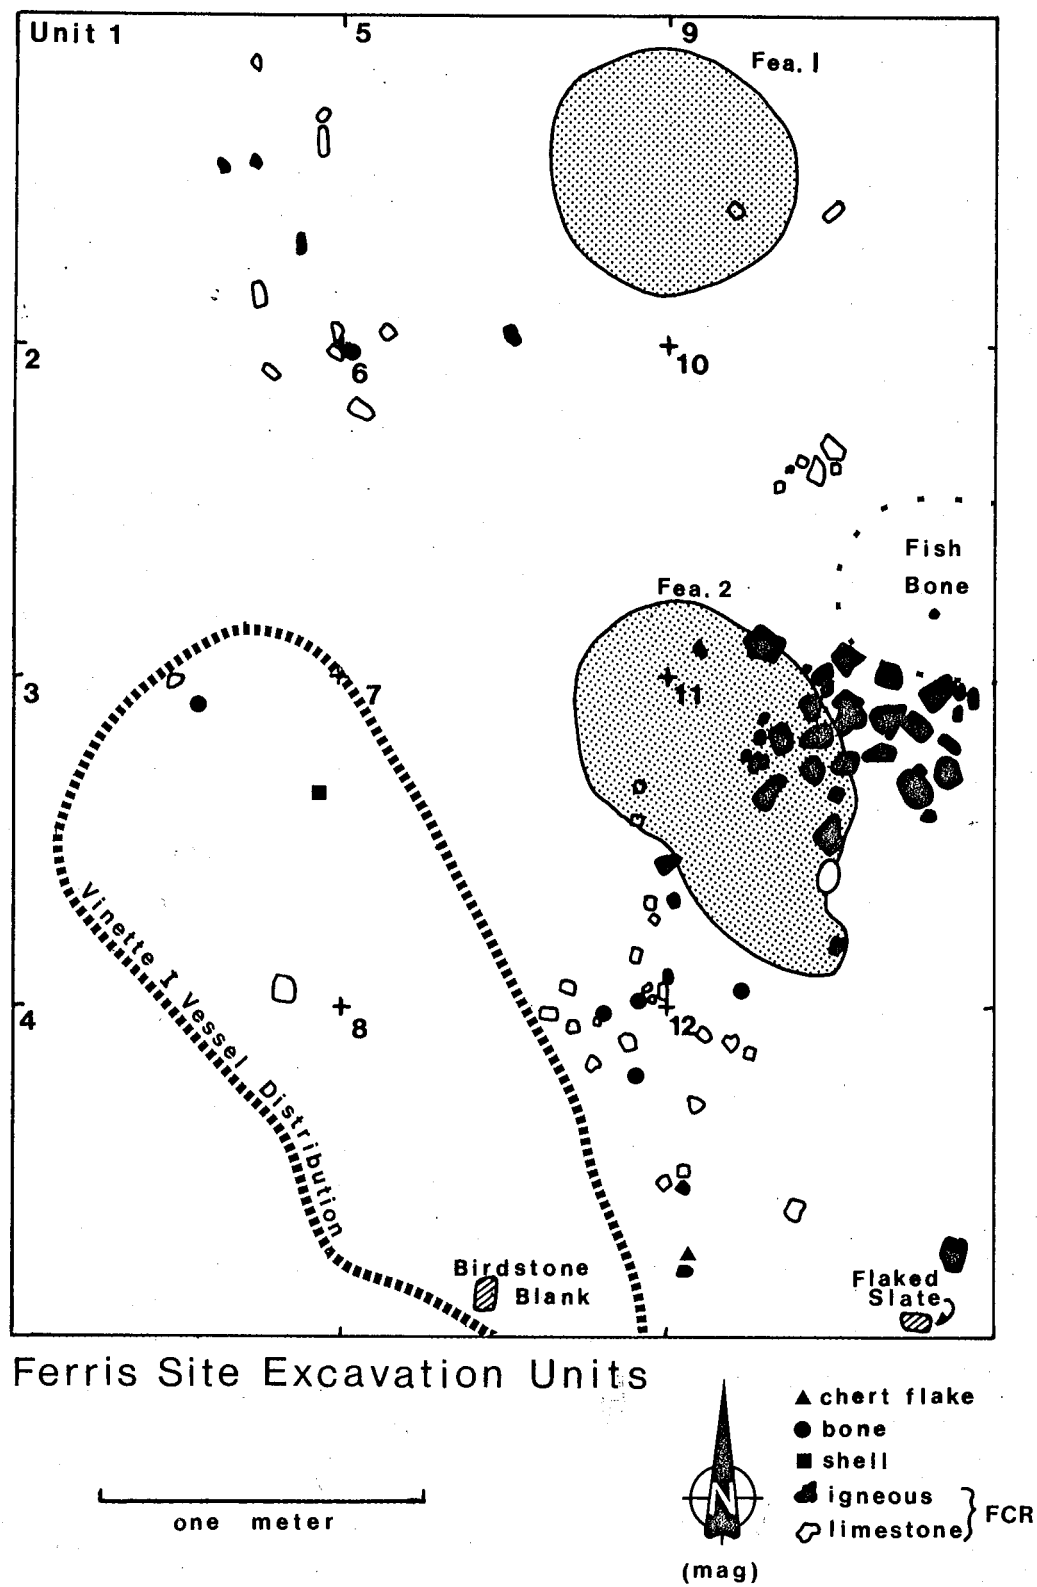 Unit 1
5
9
Fea. 1
2
6
10
Fish
Bone
Fea. 2
3
7
11
Vinette I Vessel Distribution
4
8
12
Birdstone
Blank
Flaked
Slate
Ferris Site Excavation Units
one meter
N
(mag)
chert flake
bone
shell
igneous
limestone
FCR